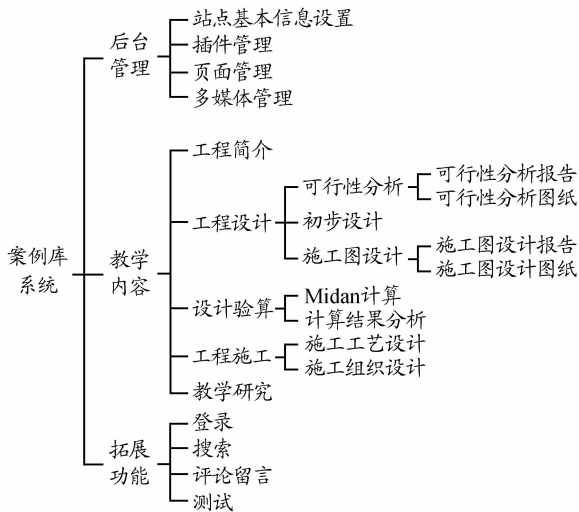 案例库
系统
后台
管理
站点基本信息设置
插件管理
页面管理
多媒体管理
教学
内容
工程简介
工程设计
可行性分析
可行性分析报告
可行性分析图纸
初步设计
施工图设计
施工图设计报告
施工图设计图纸
设计验算
Midan计算
计算结果分析
工程施工
施工工艺设计
施工组织设计
教学研究
拓展
功能
登录
搜索
评论留言
测试